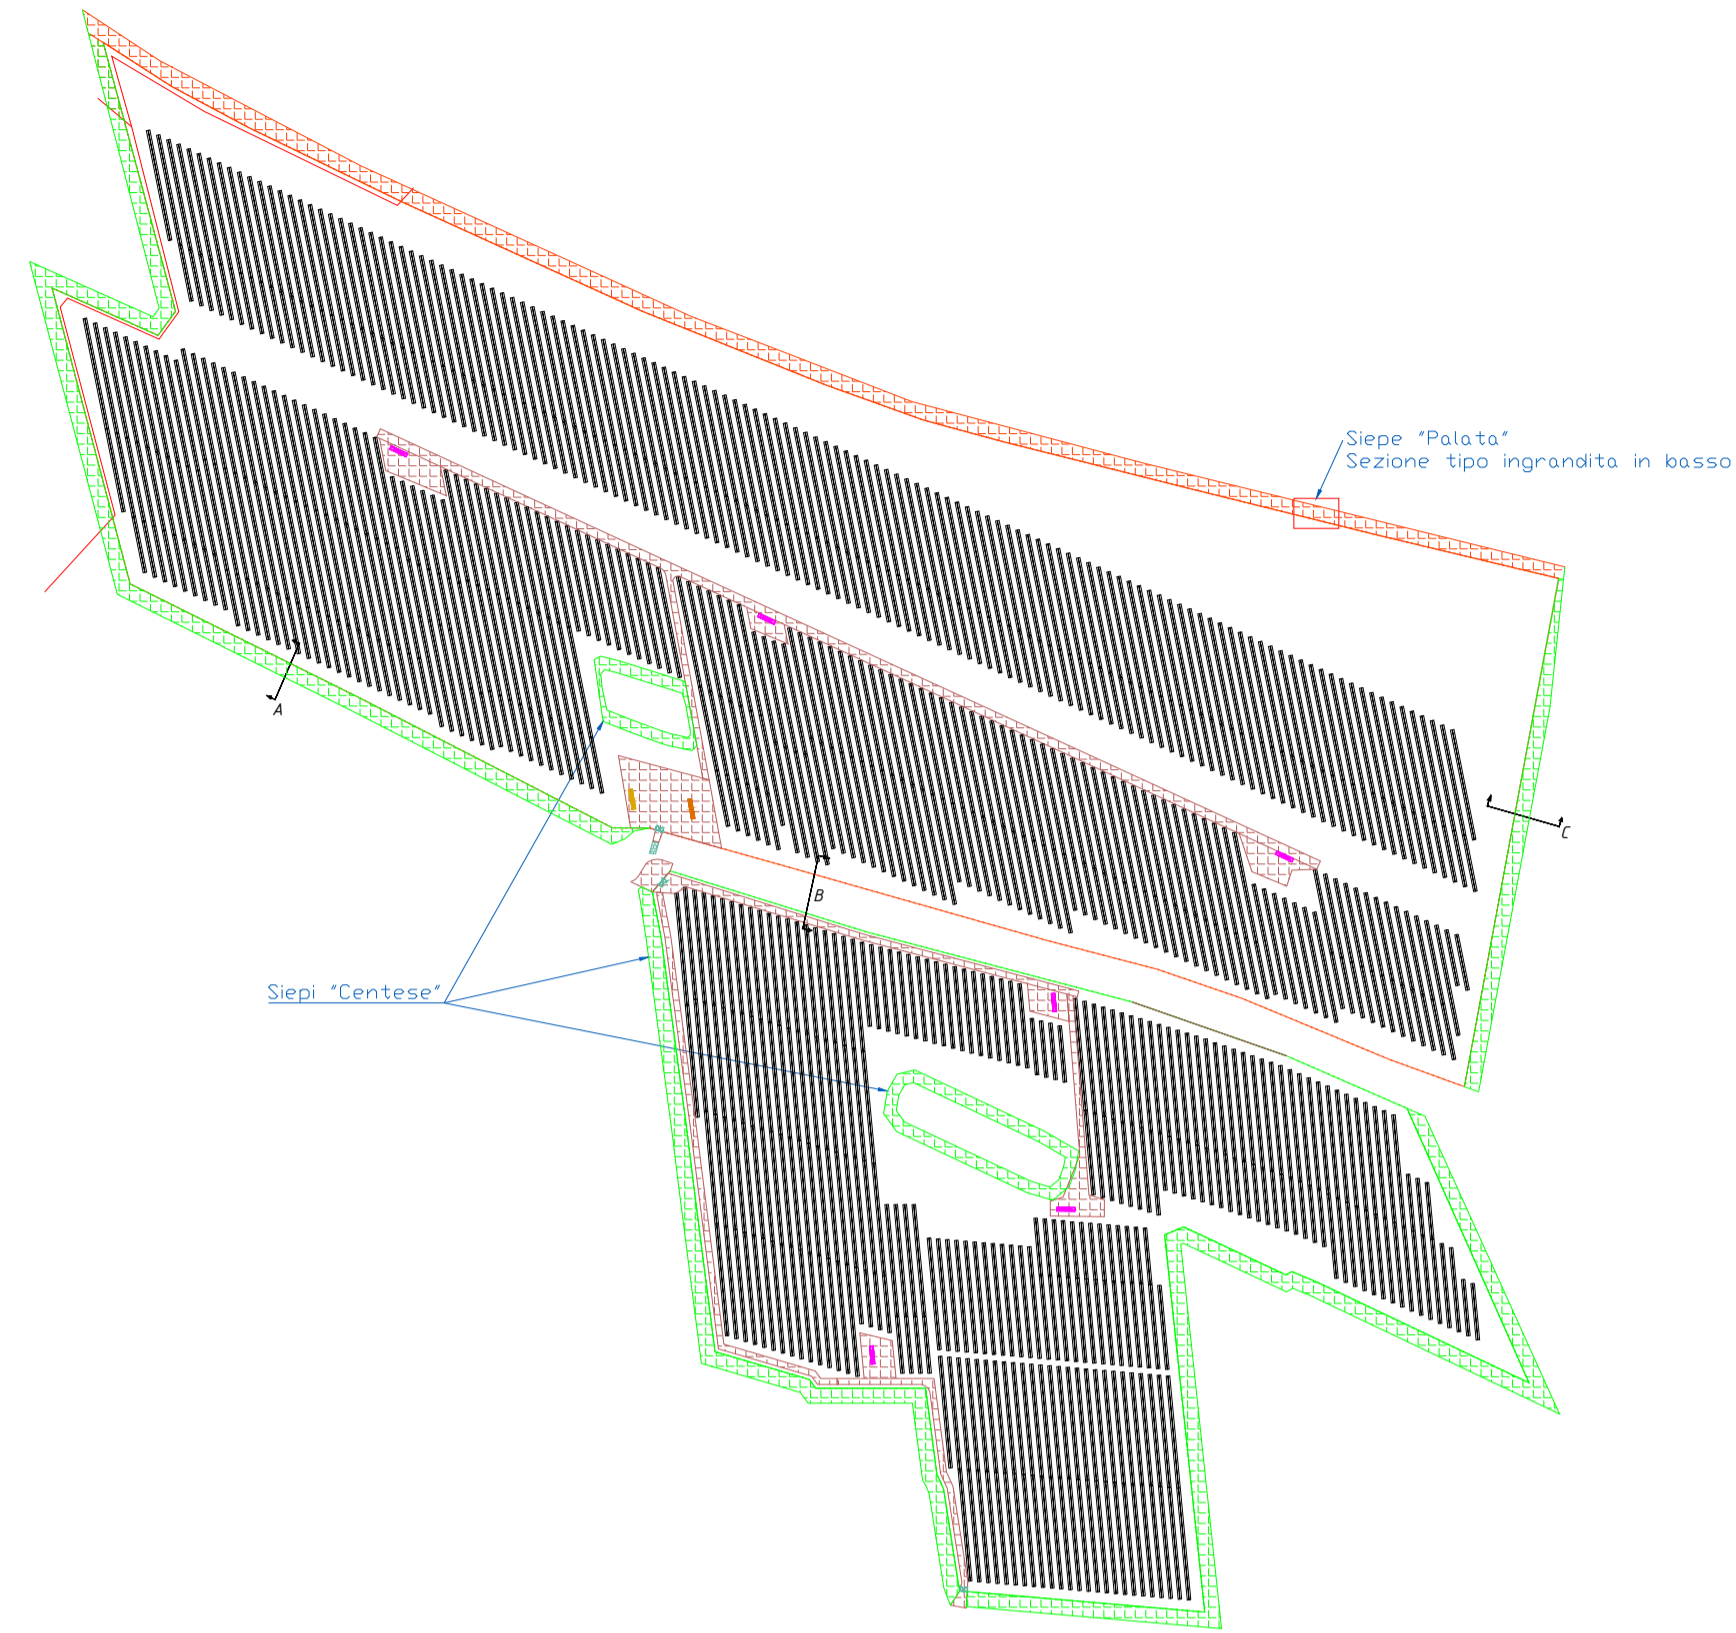 Siepe "Palata"
Sezione tipo ingrandita in basso
A
B
C
Siepi "Centese"